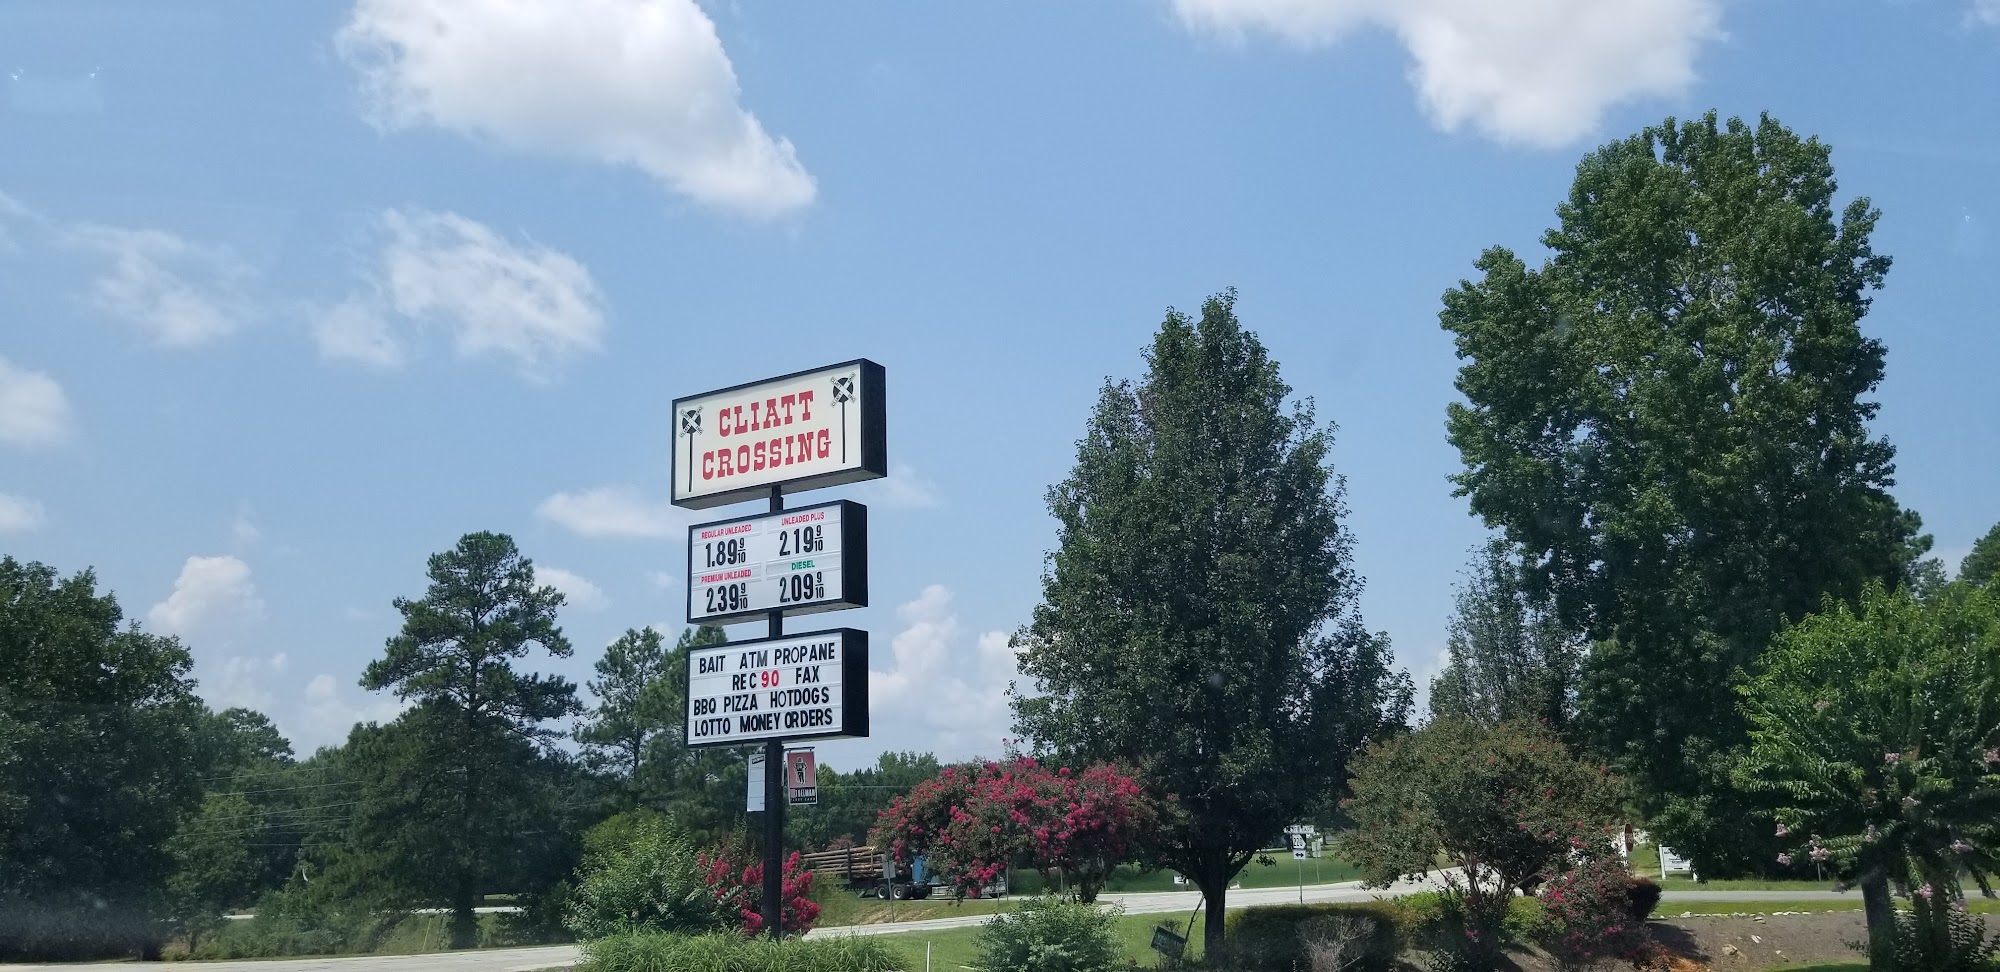 CLIATT
CROSSING
REGULAR UNLEADED
1.89 9/10
UNLEADED PLUS
2.19 9/10
PREMIUM UNLEADED
2.39 9/10
DIESEL
2.09 9/10
BAIT ATM PROPANE
REC 90 FAX
BBQ PIZZA HOTDOGS
LOTTO MONEY ORDERS